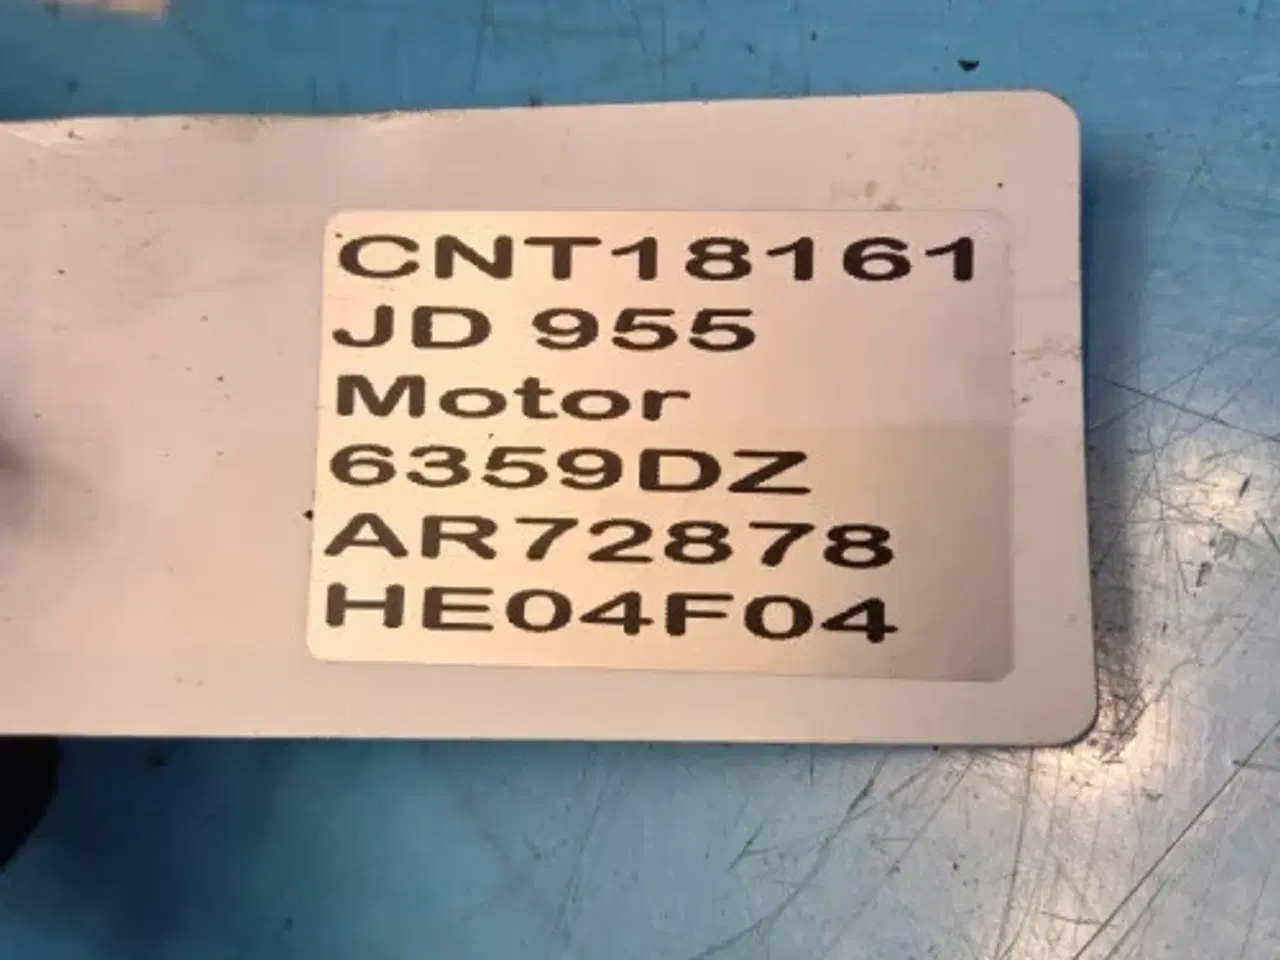 CNT18161
JD 955
Motor
6359DZ
AR72878
HE04F04